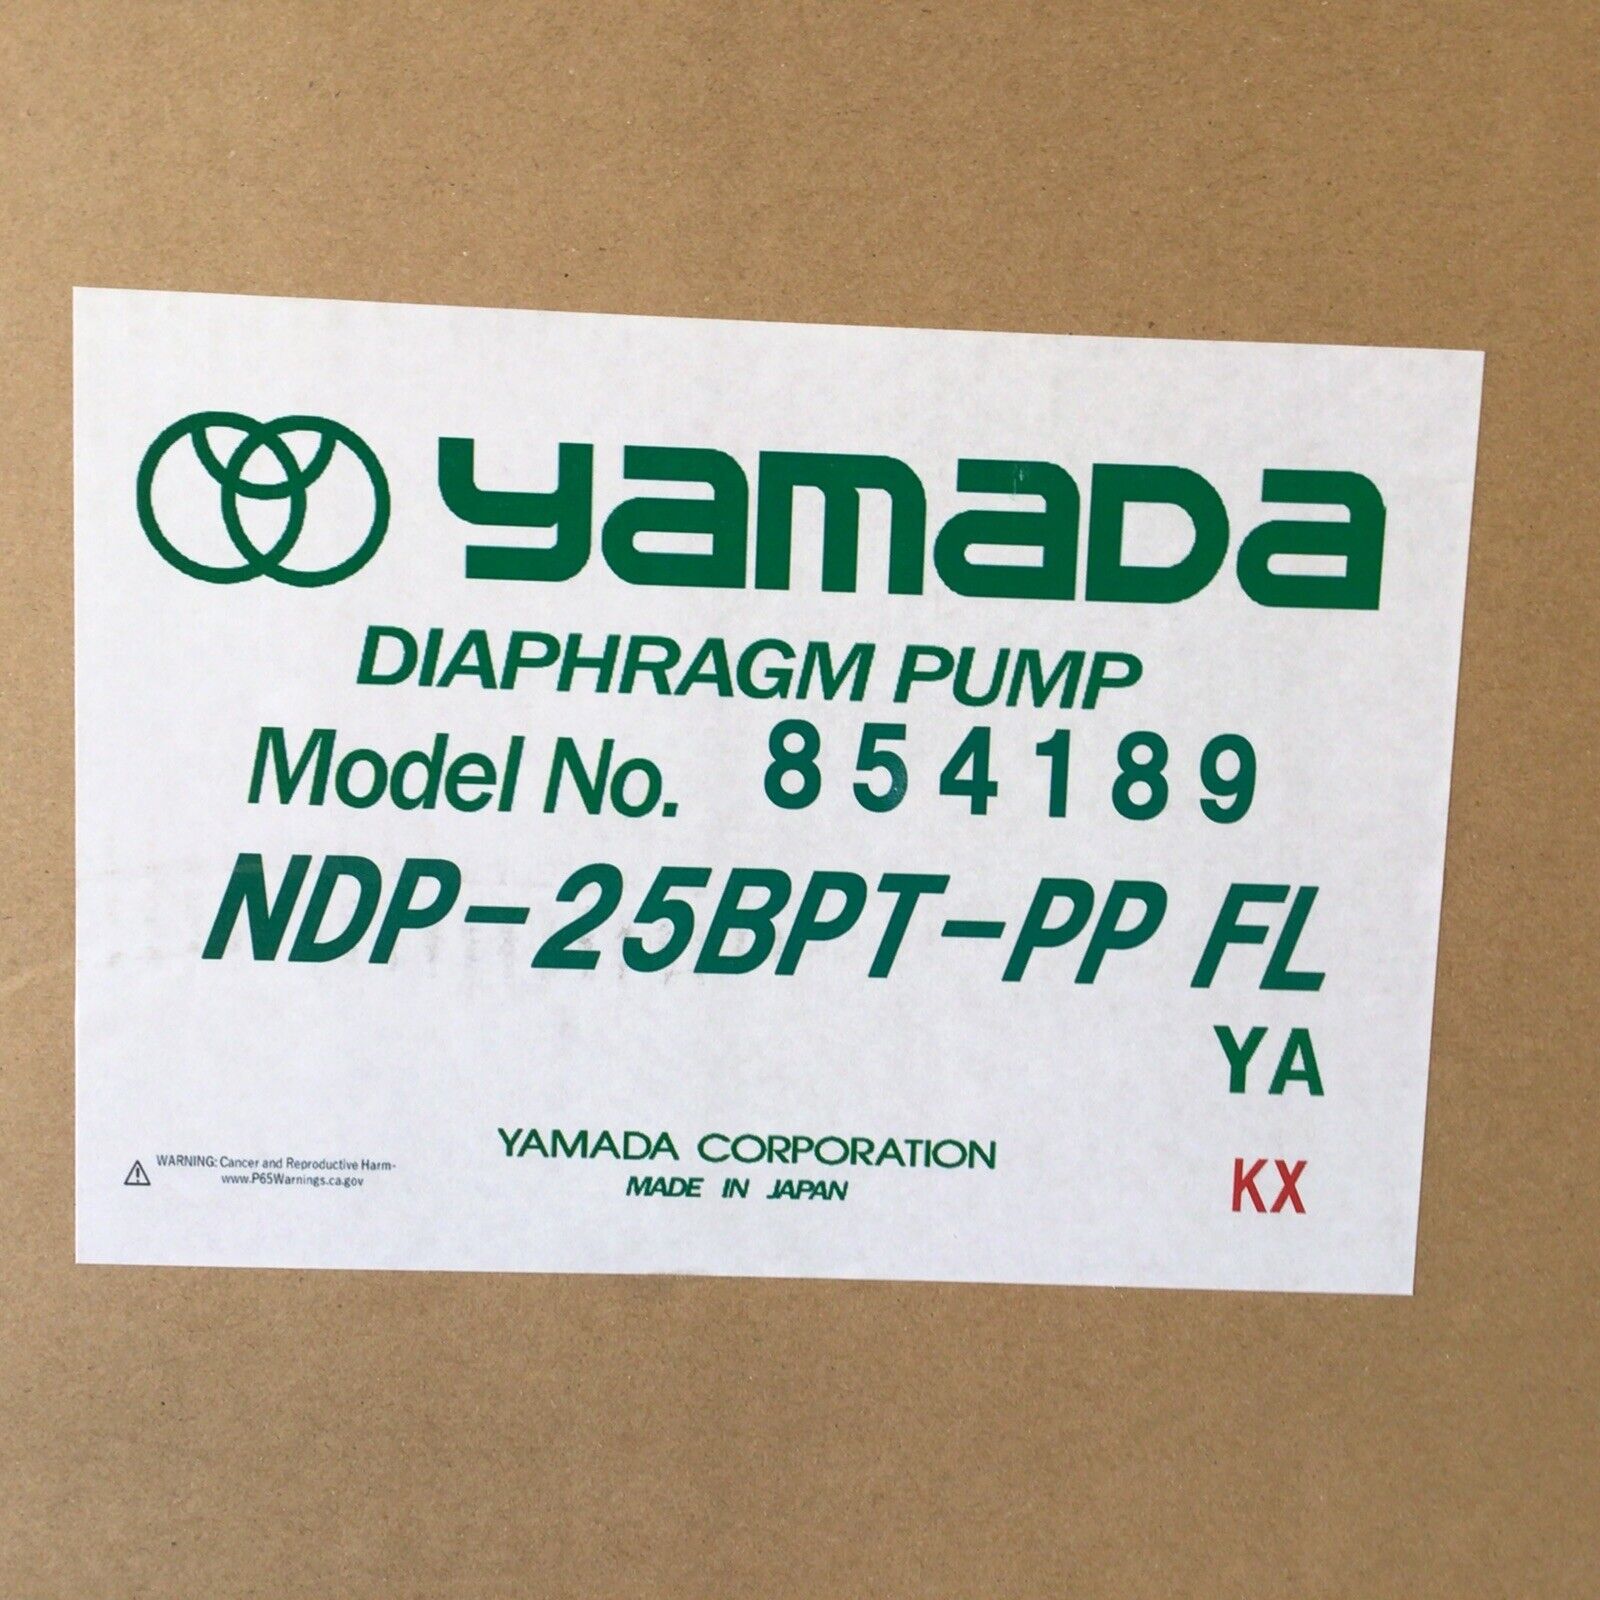 yamada
DIAPHRAGM PUMP
Model No. 854189
NDP-25BPT-PP FL
YA
YAMADA CORPORATION
MADE IN JAPAN
KX
WARNING: Cancer and Reproductive Harm-
www.P65Warnings.ca.gov